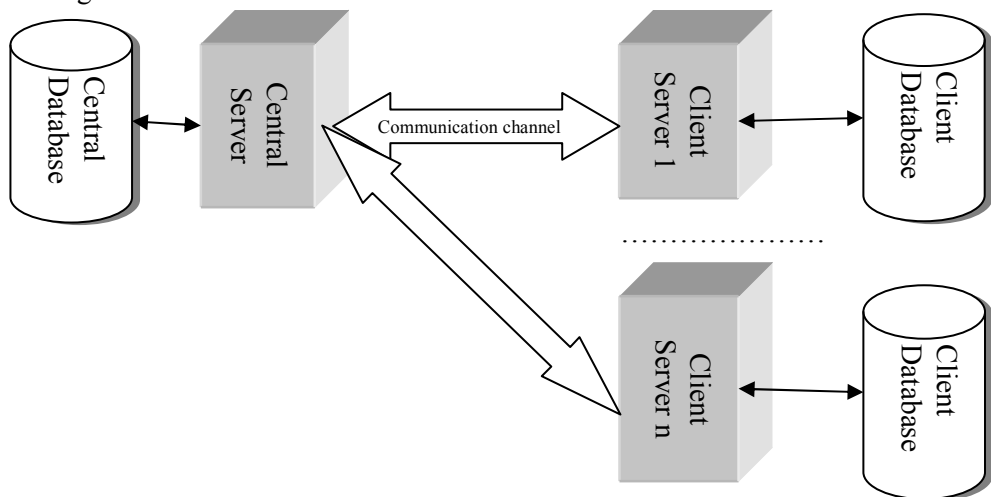 Central
Database
Central
Server
Communication channel
Client
Server 1
Client
Database
Client
Server n
Client
Database